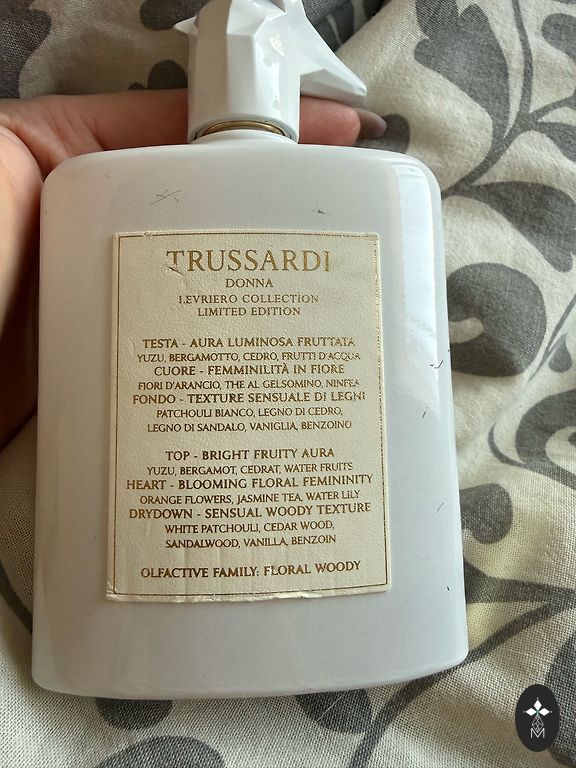 TRUSSARDI
DONNA
LEVRIERO COLLECTION
LIMITED EDITION
TESTA - AURA LUMINOSA FRUTTATA
YUZU, BERGAMOTTO, CEDRO, FRUTTI D'ACQUA
CUORE - FEMMINILITÀ IN FIORE
FIORI D'ARANCIO, THE AL GELSOMINO, NINFEA
FONDO - TEXTURE SENSUALE DI LEGNI
PATCHOULI BIANCO, LEGNO DI CEDRO,
LEGNO DI SANDALO, VANIGLIA, BENZOINO
TOP - BRIGHT FRUITY AURA
YUZU, BERGAMOT, CEDRAT, WATER FRUITS
HEART - BLOOMING FLORAL FEMININITY
ORANGE FLOWERS, JASMINE TEA, WATER LILY
DRYDOWN - SENSUAL WOODY TEXTURE
WHITE PATCHOULI, CEDAR WOOD,
SANDALWOOD, VANILLA, BENZOIN
OLFACTIVE FAMILY: FLORAL WOODY
M